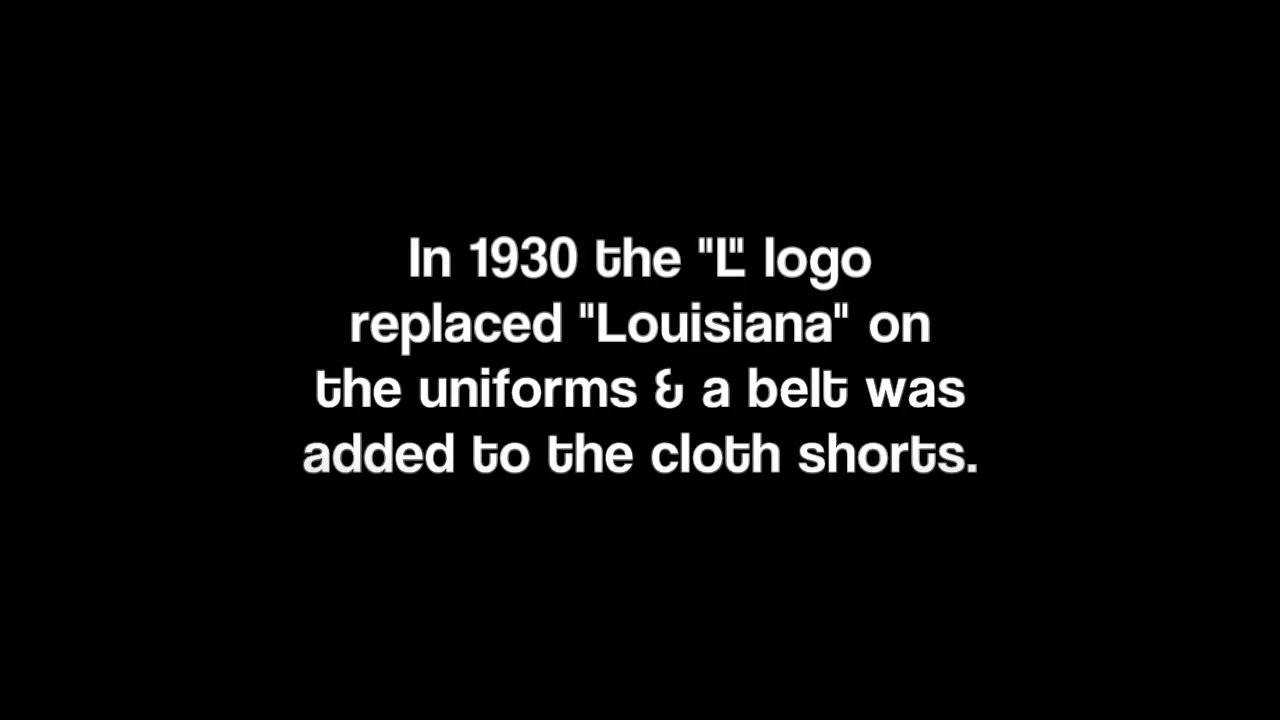 In 1930 the "L" logo
replaced "Louisiana" on
the uniforms & a belt was
added to the cloth shorts.